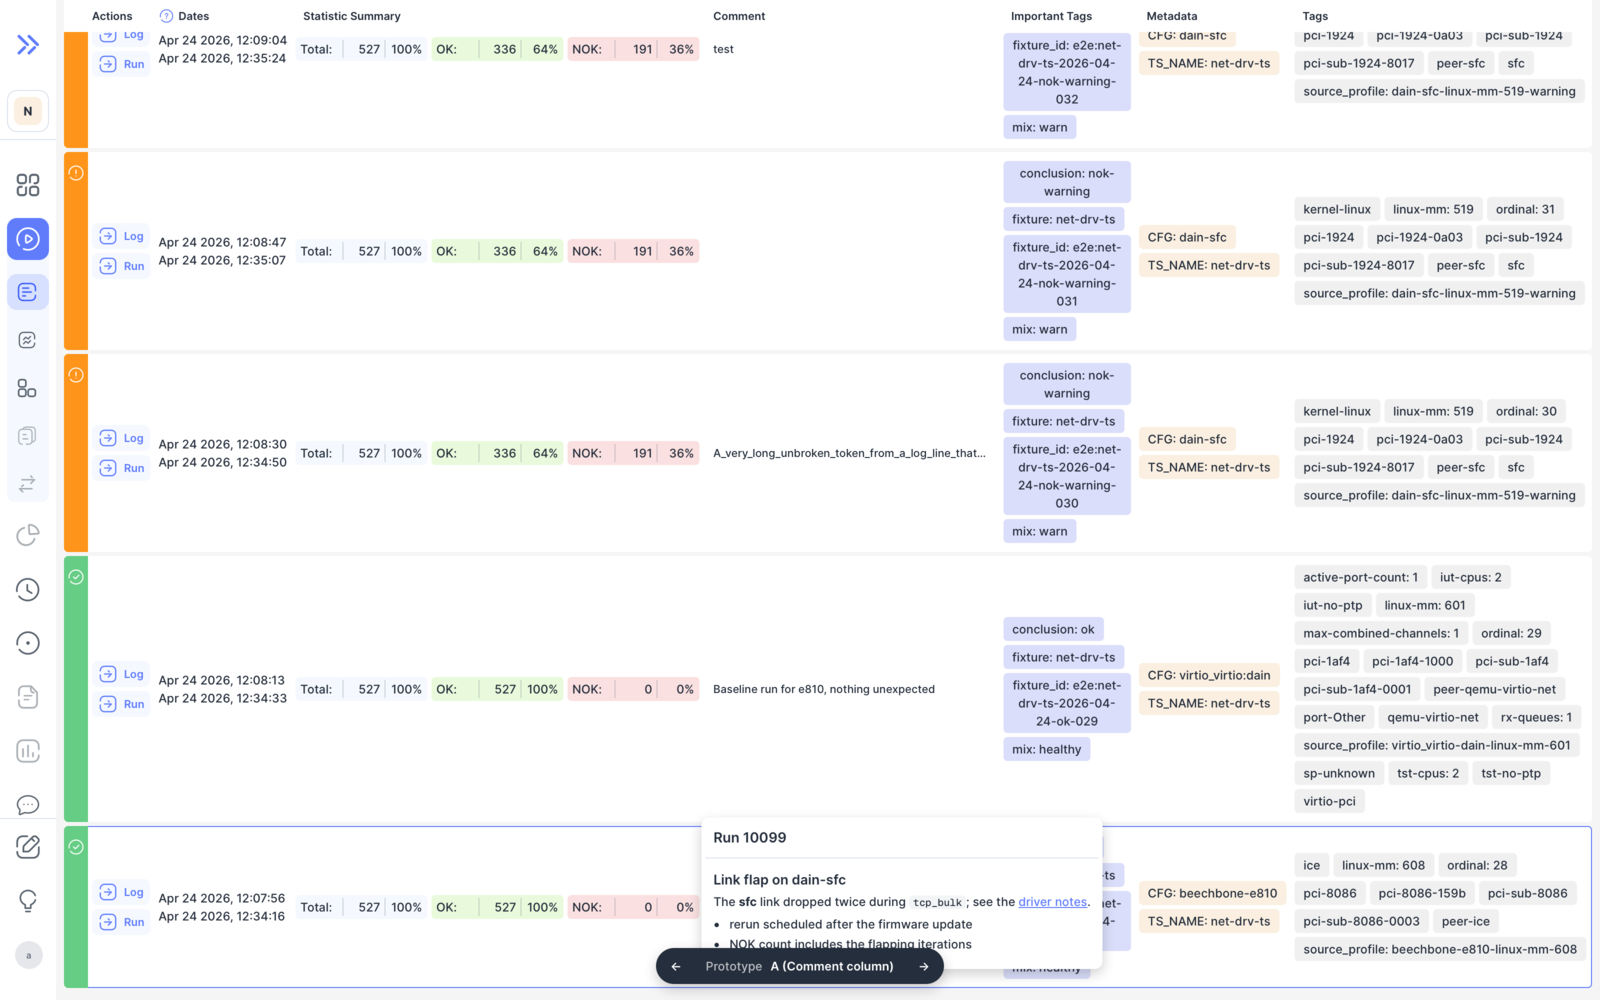 Actions
Dates
Statistic Summary
Comment
Important Tags
Metadata
Tags
N
a
Log
Run
Apr 24 2026, 12:09:04
Apr 24 2026, 12:35:24
Total: 527 100%
OK: 336 64%
NOK: 191 36%
test
fixture_id: e2e:net-
drv-ts-2026-04-
24-nok-warning-
032
mix: warn
CFG: dain-sfc
TS_NAME: net-drv-ts
pci-1924 pci-1924-0a03 pci-sub-1924
pci-sub-1924-8017 peer-sfc sfc
source_profile: dain-sfc-linux-mm-519-warning
Log
Run
Apr 24 2026, 12:08:47
Apr 24 2026, 12:35:07
Total: 527 100%
OK: 336 64%
NOK: 191 36%
conclusion: nok-
warning
fixture: net-drv-ts
fixture_id: e2e:net-
drv-ts-2026-04-
24-nok-warning-
031
mix: warn
CFG: dain-sfc
TS_NAME: net-drv-ts
kernel-linux linux-mm: 519 ordinal: 31
pci-1924 pci-1924-0a03 pci-sub-1924
pci-sub-1924-8017 peer-sfc sfc
source_profile: dain-sfc-linux-mm-519-warning
Log
Run
Apr 24 2026, 12:08:30
Apr 24 2026, 12:34:50
Total: 527 100%
OK: 336 64%
NOK: 191 36%
A_very_long_unbroken_token_from_a_log_line_that...
conclusion: nok-
warning
fixture: net-drv-ts
fixture_id: e2e:net-
drv-ts-2026-04-
24-nok-warning-
030
mix: warn
CFG: dain-sfc
TS_NAME: net-drv-ts
kernel-linux linux-mm: 519 ordinal: 30
pci-1924 pci-1924-0a03 pci-sub-1924
pci-sub-1924-8017 peer-sfc sfc
source_profile: dain-sfc-linux-mm-519-warning
Log
Run
Apr 24 2026, 12:08:13
Apr 24 2026, 12:34:33
Total: 527 100%
OK: 527 100%
NOK: 0 0%
Baseline run for e810, nothing unexpected
conclusion: ok
fixture: net-drv-ts
fixture_id: e2e:net-
drv-ts-2026-04-
24-ok-029
mix: healthy
CFG: virtio_virtio:dain
TS_NAME: net-drv-ts
active-port-count: 1 iut-cpus: 2
iut-no-ptp linux-mm: 601
max-combined-channels: 1 ordinal: 29
pci-1af4 pci-1af4-1000 pci-sub-1af4
pci-sub-1af4-0001 peer-qemu-virtio-net
port-Other qemu-virtio-net rx-queues: 1
source_profile: virtio_virtio-dain-linux-mm-601
sp-unknown tst-cpus: 2 tst-no-ptp
virtio-pci
Log
Run
Apr 24 2026, 12:07:56
Apr 24 2026, 12:34:16
Total: 527 100%
OK: 527 100%
NOK: 0 0%
Run 10099
Link flap on dain-sfc
The sfc link dropped twice during tcp_bulk ; see the driver notes.
• rerun scheduled after the firmware update
• NOK count includes the flapping iterations
-ts
net-
4-
mix: healthy
CFG: beechbone-e810
TS_NAME: net-drv-ts
ice linux-mm: 608 ordinal: 28
pci-8086 pci-8086-159b pci-sub-8086
pci-sub-8086-0003 peer-ice
source_profile: beechbone-e810-linux-mm-608
← Prototype A (Comment column) →